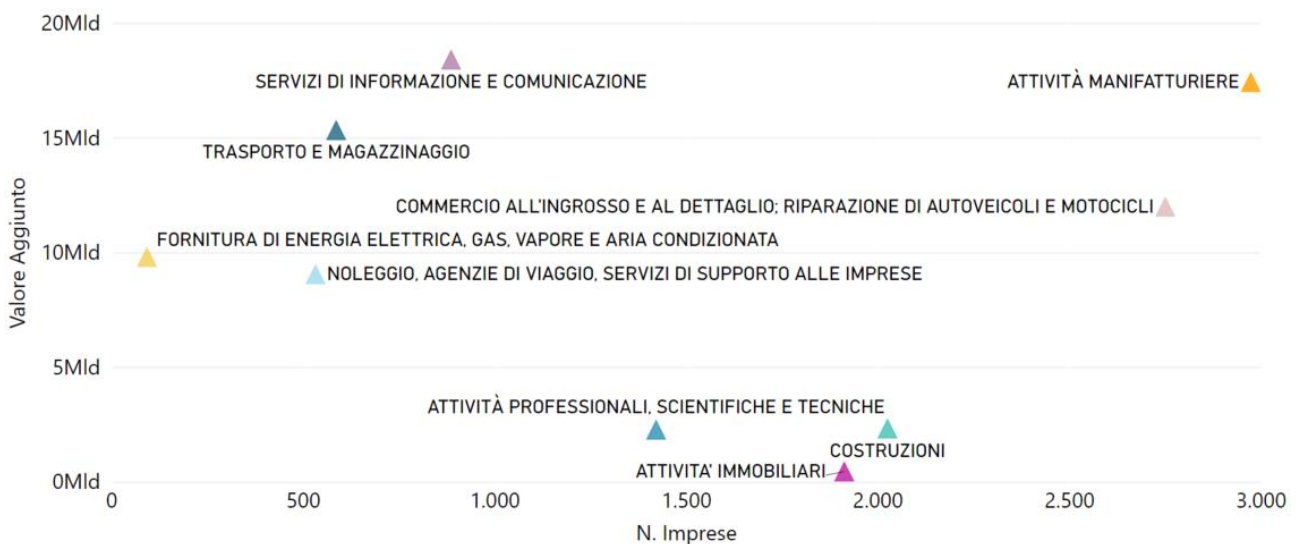 20Mld
SERVIZI DI INFORMAZIONE E COMUNICAZIONE
ATTIVITÀ MANIFATTURIERE
15Mld
TRASPORTO E MAGAZZINAGGIO
Valore Aggiunto
COMMERCIO ALL'INGROSSO E AL DETTAGLIO; RIPARAZIONE DI AUTOVEICOLI E MOTOCICLI
FORNITURA DI ENERGIA ELETTRICA, GAS, VAPORE E ARIA CONDIZIONATA
10Mld
NOLEGGIO, AGENZIE DI VIAGGIO, SERVIZI DI SUPPORTO ALLE IMPRESE
5Mld
ATTIVITÀ PROFESSIONALI, SCIENTIFICHE E TECNICHE
COSTRUZIONI
ATTIVITA' IMMOBILIARI
0Mld
0 500 1.000 1.500 2.000 2.500 3.000
N. Imprese